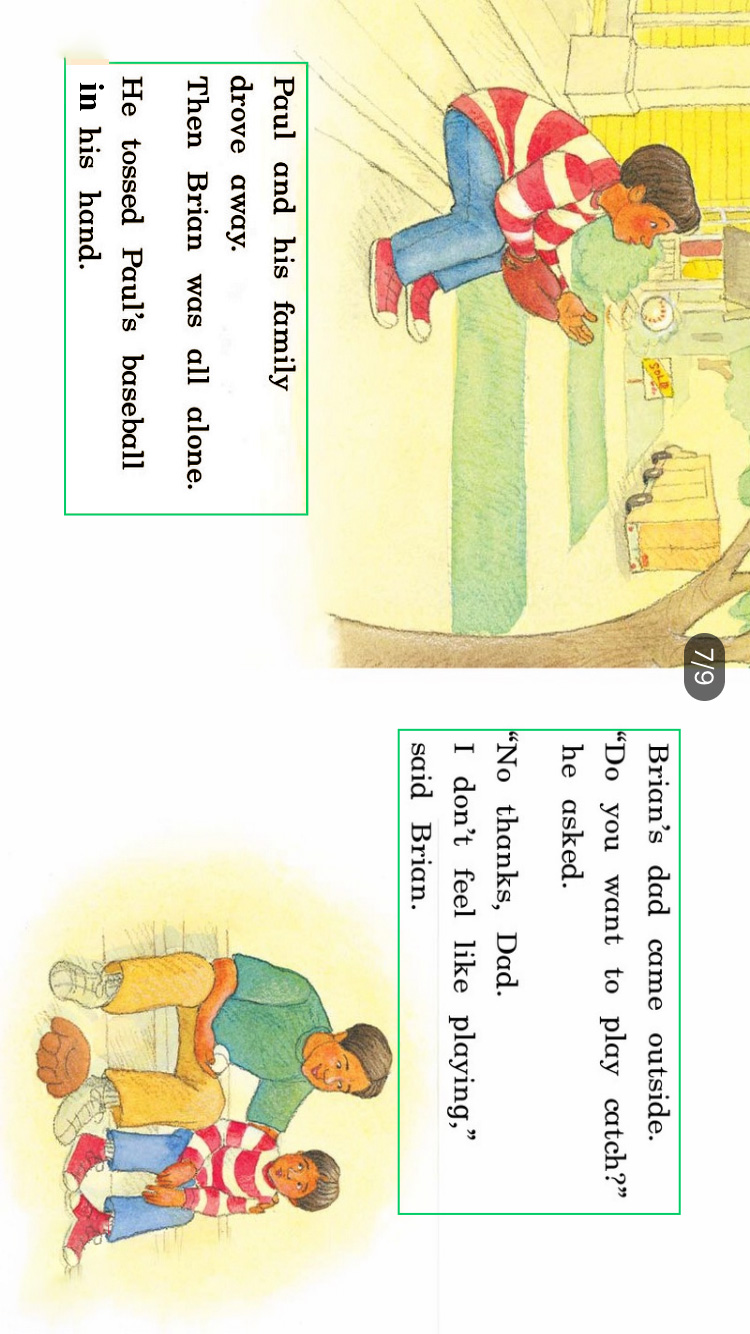 Paul and his family
drove away.
Then Brian was all alone.
He tossed Paul's baseball
in his hand.
SOLD
7/9
Brian's dad came outside.
“Do you want to play catch?”
he asked.
“No thanks, Dad.
I don't feel like playing,”
said Brian.